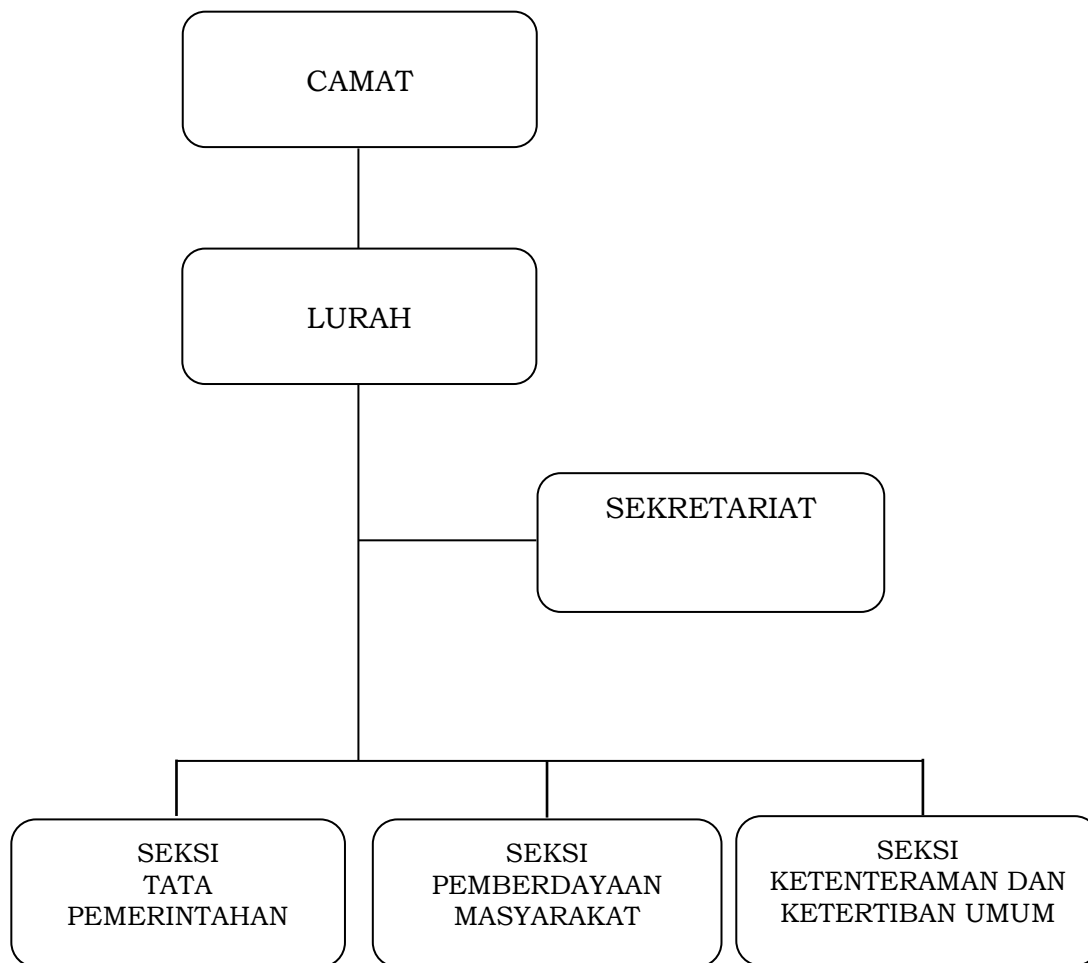 CAMAT
LURAH
SEKRETARIAT
SEKSI
TATA
PEMERINTAHAN
SEKSI
PEMBERDAYAAN
MASYARAKAT
SEKSI
KETENTERAMAN DAN
KETERTIBAN UMUM